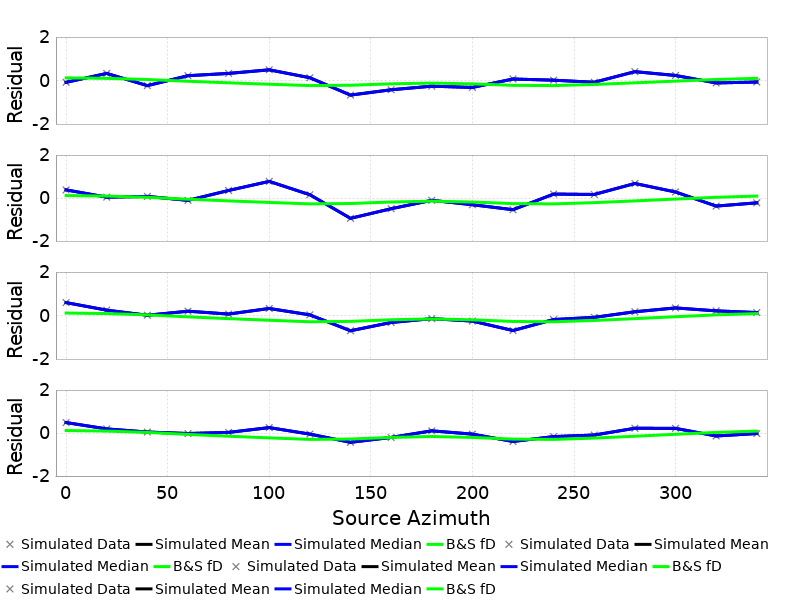 2
0
-2
Residual
2
0
-2
Residual
2
0
-2
Residual
2
0
-2
Residual
0 50 100 150 200 250 300
Source Azimuth
× Simulated Data Simulated Mean Simulated Median B&S fD × Simulated Data Simulated Mean
Simulated Median B&S fD × Simulated Data Simulated Mean Simulated Median B&S fD
× Simulated Data Simulated Mean Simulated Median B&S fD